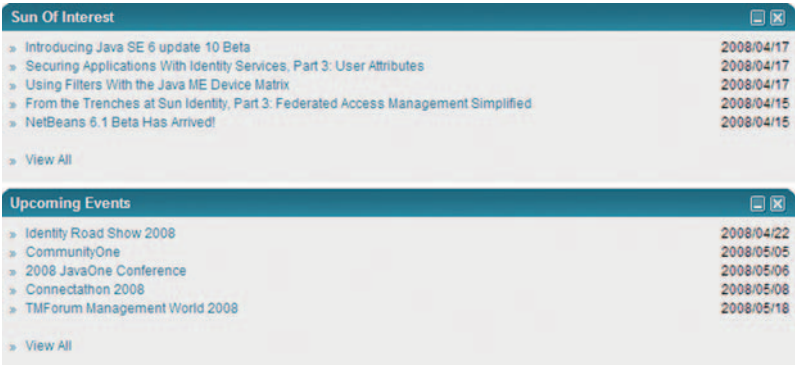 Sun Of Interest
» Introducing Java SE 6 update 10 Beta 2008/04/17
» Securing Applications With Identity Services, Part 3: User Attributes 2008/04/17
» Using Filters With the Java ME Device Matrix 2008/04/17
» From the Trenches at Sun Identity, Part 3: Federated Access Management Simplified 2008/04/15
» NetBeans 6.1 Beta Has Arrived! 2008/04/15
» View All
Upcoming Events
» Identity Road Show 2008 2008/04/22
» CommunityOne 2008/05/05
» 2008 JavaOne Conference 2008/05/06
» Connectathon 2008 2008/05/08
» TMForum Management World 2008 2008/05/18
» View All